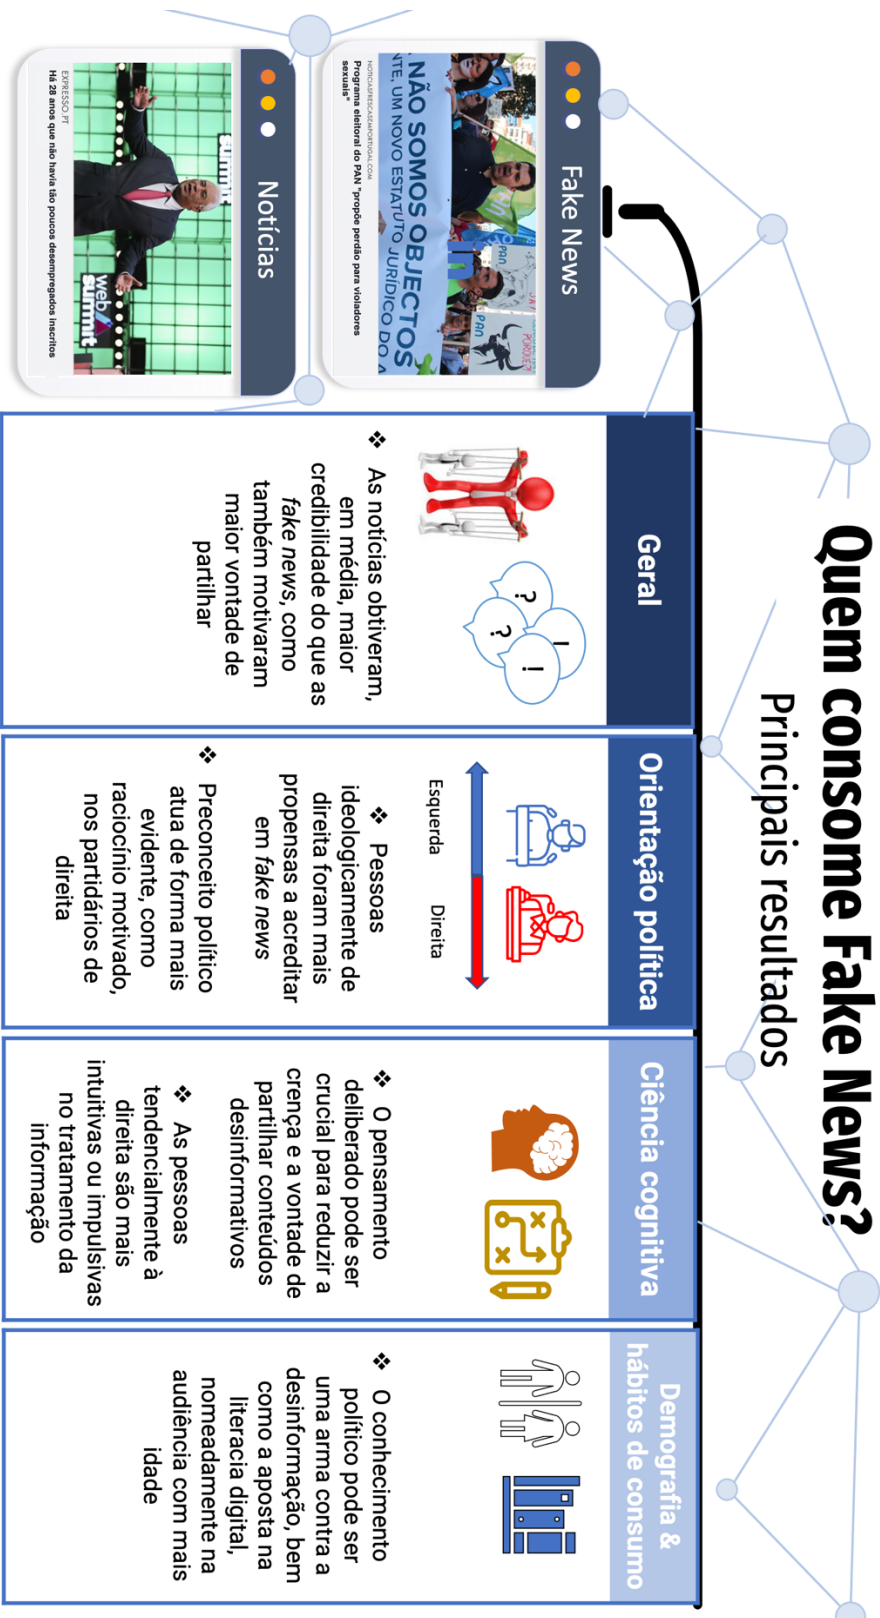 Quem consome Fake News?
Principais resultados
Fake News
NÃO SOMOS OBJECTOS
NTE, UM NOVO ESTATUTO JURÍDICO DO A
PAN
PAN
NOTICIASFRESCASEMPORTUGAL.COM
Programa eleitoral do PAN "propõe perdão para violadores
sexuais"
Notícias
summit
web
summit
EXPRESSO.PT
Há 28 anos que não havia tão poucos desempregados inscritos
Geral
?
?
!
!
❖ As notícias obtiveram,
em média, maior
credibilidade do que as
fake news, como
também motivaram
maior vontade de
partilhar
Orientação política
Esquerda Direita
❖ Pessoas
ideologicamente de
direita foram mais
propensas a acreditar
em fake news
❖ Preconceito político
atua de forma mais
evidente, como
raciocínio motivado,
nos partidários de
direita
Ciência cognitiva
❖ O pensamento
deliberado pode ser
crucial para reduzir a
crença e a vontade de
partilhar conteúdos
desinformativos
❖ As pessoas
tendencialmente à
direita são mais
intuitivas ou impulsivas
no tratamento da
informação
Demografia &
hábitos de consumo
❖ O conhecimento
político pode ser
uma arma contra a
desinformação, bem
como a aposta na
literacia digital,
nomeadamente na
audiência com mais
idade